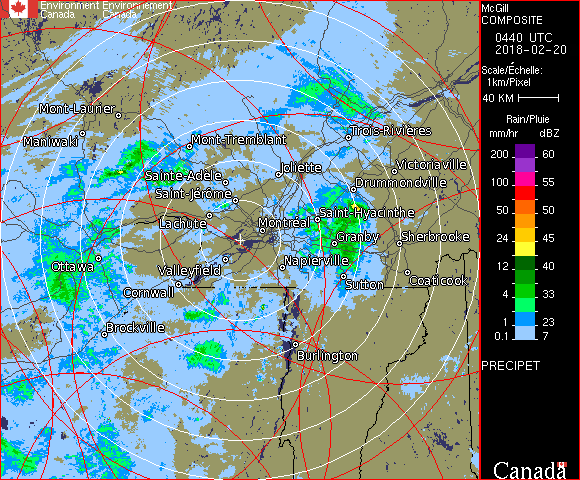 Environment Environnement
Canada Canada
Mont-Laurier
Maniwaki
Mont-Tremblant
Trois-Rivières
Sainte-Adèle
Joliette
Victoriaville
Saint-Jérôme
Drummondville
Lachute
Montréal
Saint-Hyacinthe
Granby
Sherbrooke
Ottawa
Valleyfield
Napierville
Cornwall
Sutton
Coaticook
Brockville
Burlington
McGill
COMPOSITE
0440 UTC
2018-02-20
Scale/Échelle:
1km/Pixel
40 KM
Rain/Pluie
mm/hr dBZ
200 60
100 55
50 50
24 45
12 40
4 33
1 23
0.1 7
PRECIPET
Canada